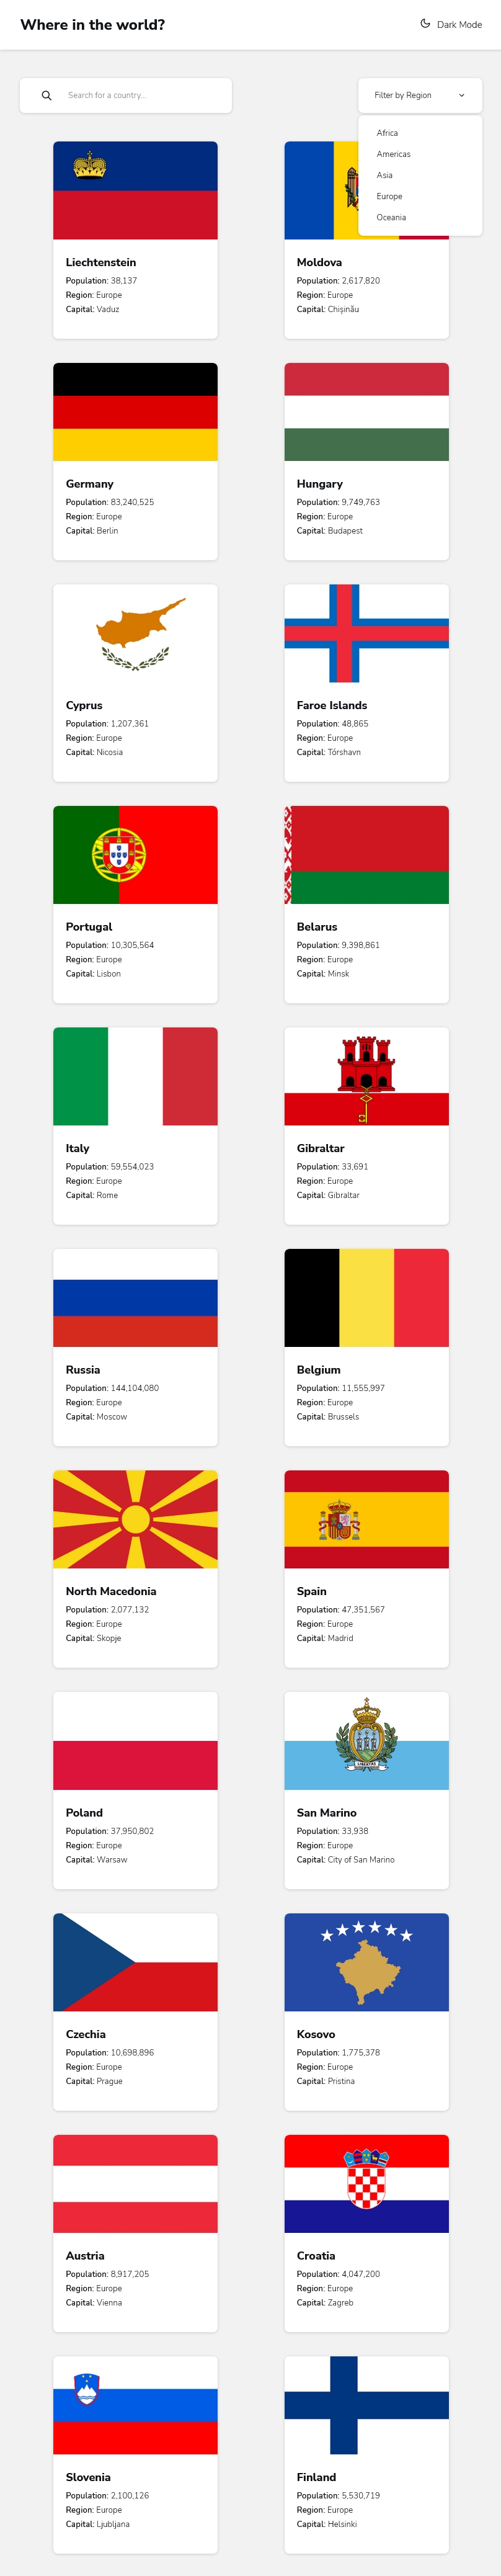 Where in the world?
Dark Mode
Search for a country...
Filter by Region
Africa
Americas
Asia
Europe
Oceania
Liechtenstein
Population: 38,137
Region: Europe
Capital: Vaduz
Moldova
Population: 2,617,820
Region: Europe
Capital: Chișinău
Germany
Population: 83,240,525
Region: Europe
Capital: Berlin
Hungary
Population: 9,749,763
Region: Europe
Capital: Budapest
Cyprus
Population: 1,207,361
Region: Europe
Capital: Nicosia
Faroe Islands
Population: 48,865
Region: Europe
Capital: Tórshavn
Portugal
Population: 10,305,564
Region: Europe
Capital: Lisbon
Belarus
Population: 9,398,861
Region: Europe
Capital: Minsk
Italy
Population: 59,554,023
Region: Europe
Capital: Rome
Gibraltar
Population: 33,691
Region: Europe
Capital: Gibraltar
Russia
Population: 144,104,080
Region: Europe
Capital: Moscow
Belgium
Population: 11,555,997
Region: Europe
Capital: Brussels
North Macedonia
Population: 2,077,132
Region: Europe
Capital: Skopje
Spain
Population: 47,351,567
Region: Europe
Capital: Madrid
Poland
Population: 37,950,802
Region: Europe
Capital: Warsaw
LIBERTAS
San Marino
Population: 33,938
Region: Europe
Capital: City of San Marino
Czechia
Population: 10,698,896
Region: Europe
Capital: Prague
Kosovo
Population: 1,775,378
Region: Europe
Capital: Pristina
Austria
Population: 8,917,205
Region: Europe
Capital: Vienna
Croatia
Population: 4,047,200
Region: Europe
Capital: Zagreb
Slovenia
Population: 2,100,126
Region: Europe
Capital: Ljubljana
Finland
Population: 5,530,719
Region: Europe
Capital: Helsinki